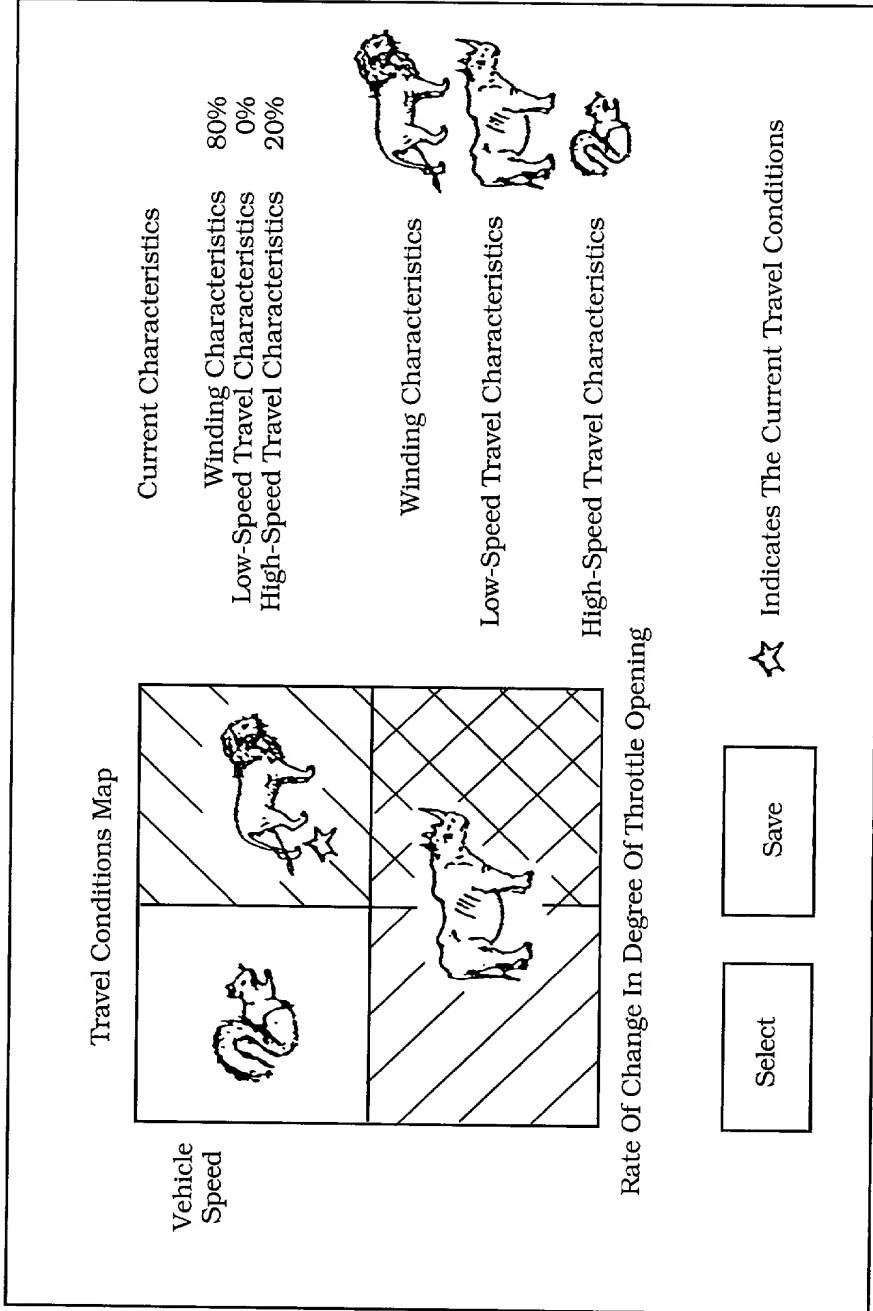 Travel Conditions Map
Vehicle
Speed
Rate Of Change In Degree Of Throttle Opening
Select
Save
Current Characteristics
Winding Characteristics 80%
Low-Speed Travel Characteristics 0%
High-Speed Travel Characteristics 20%
Winding Characteristics
Low-Speed Travel Characteristics
High-Speed Travel Characteristics
Indicates The Current Travel Conditions